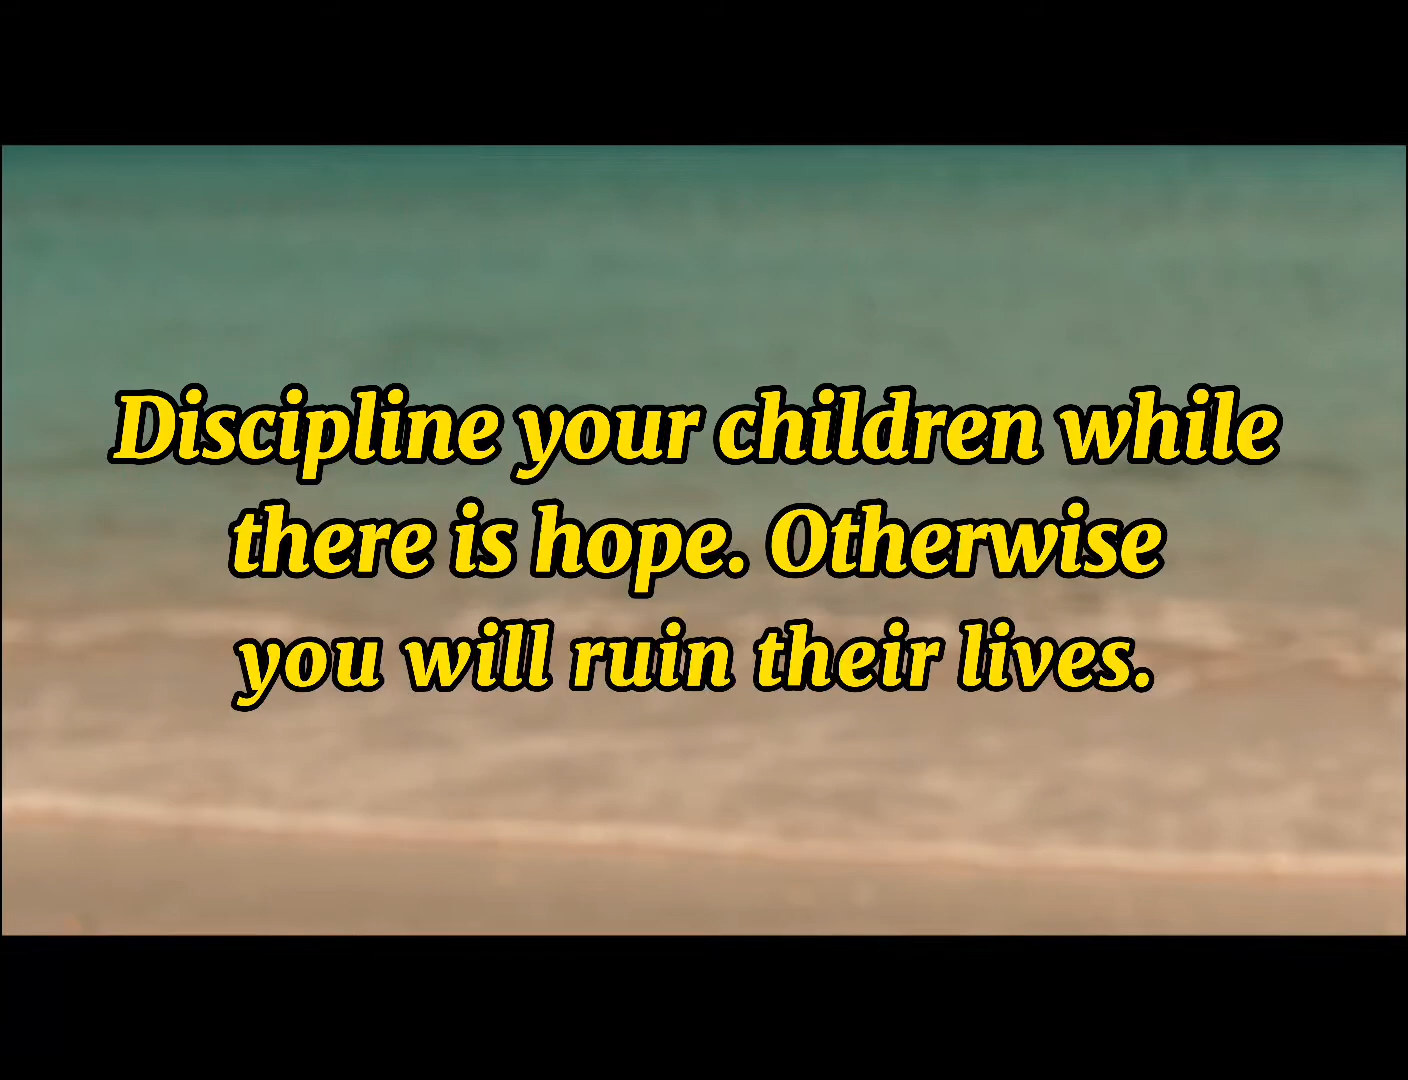 Discipline your children while
there is hope. Otherwise
you will ruin their lives.